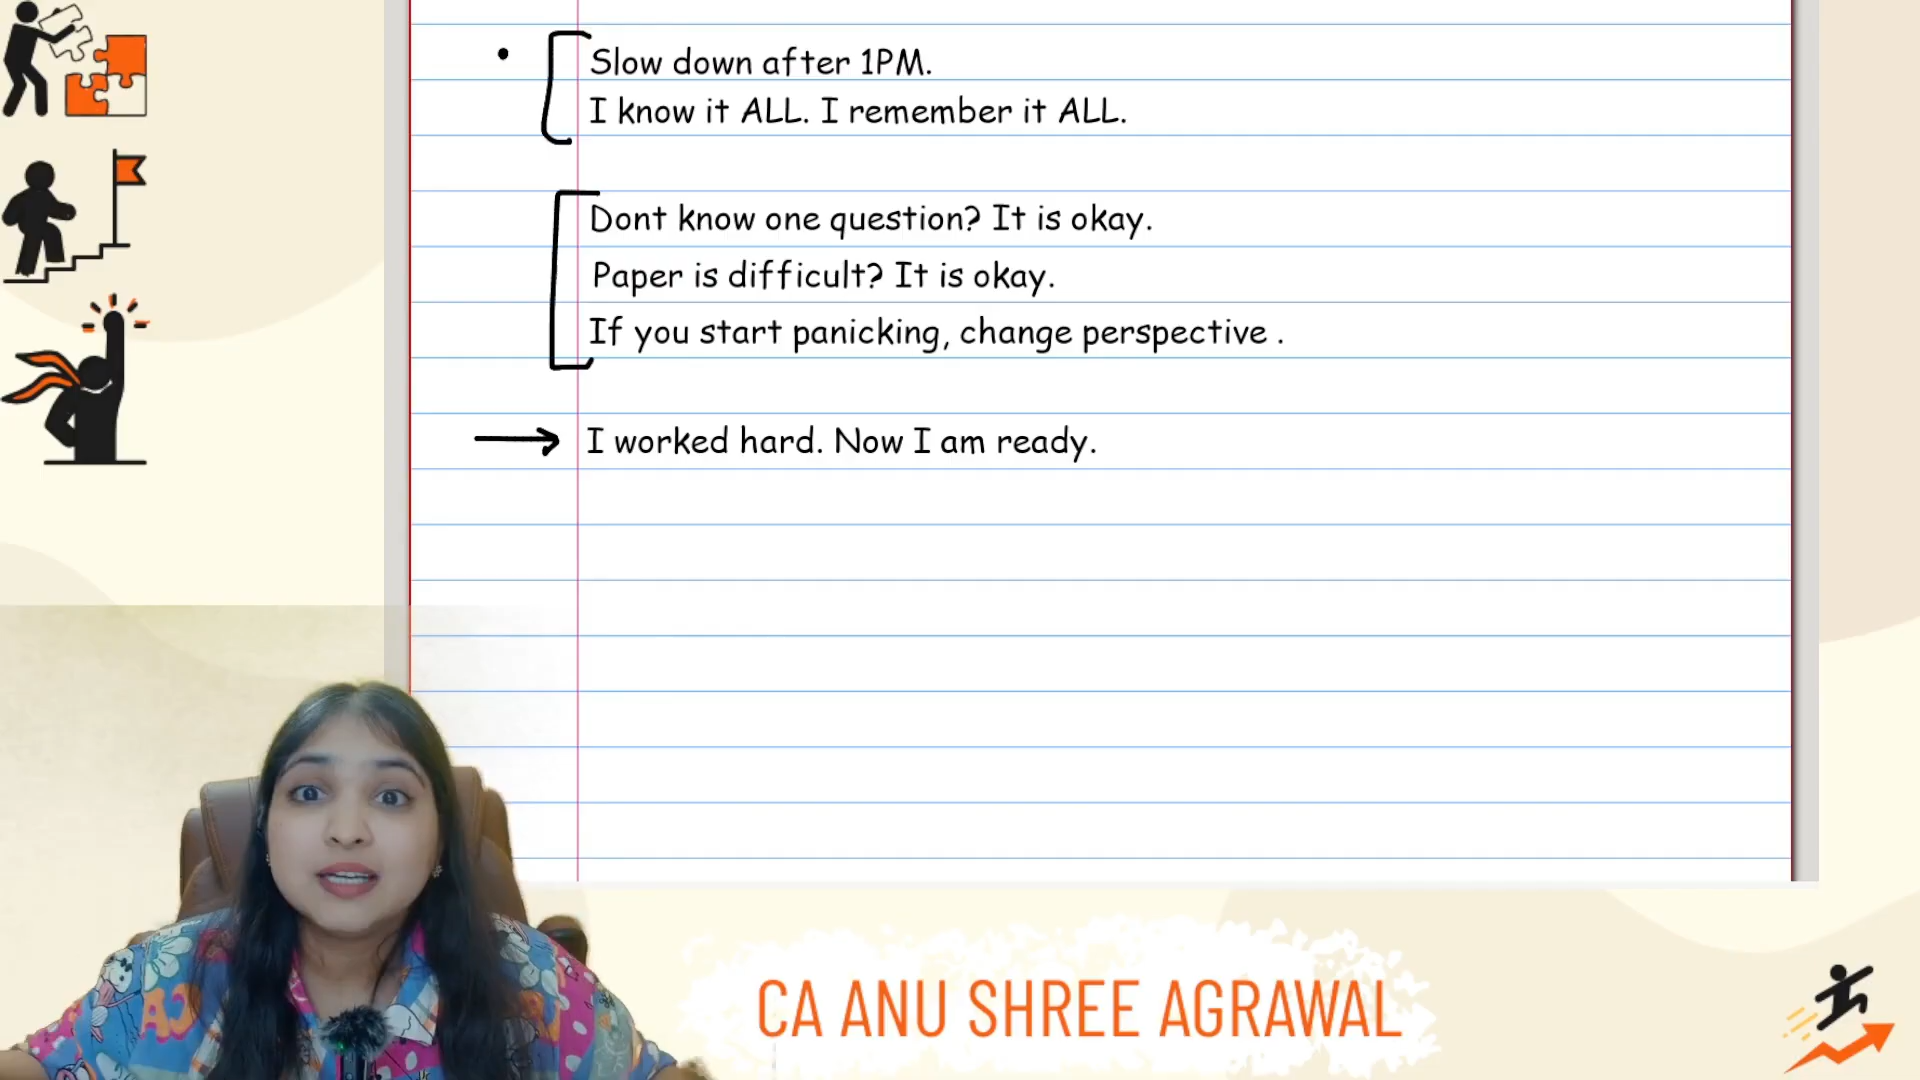 Slow down after 1PM.
I know it ALL. I remember it ALL.
Dont know one question? It is okay.
Paper is difficult? It is okay.
If you start panicking, change perspective .
I worked hard. Now I am ready.
CA ANU SHREE AGRAWAL